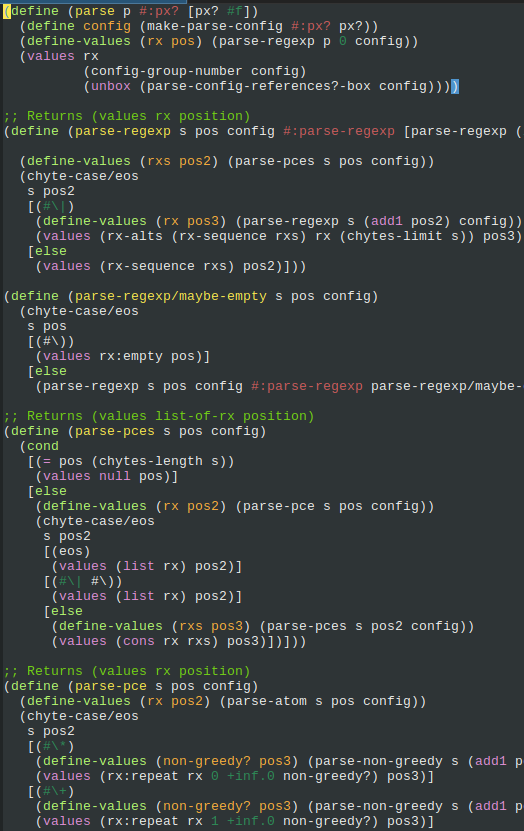 (define (parse p #:px? [px? #f])
  (define config (make-parse-config #:px? px?))
  (define-values (rx pos) (parse-regexp p 0 config))
  (values rx
          (config-group-number config)
          (unbox (parse-config-references?-box config))))

;; Returns (values rx position)
(define (parse-regexp s pos config #:parse-regexp [parse-regexp (

  (define-values (rxs pos2) (parse-pces s pos config))
  (chyte-case/eos
   s pos2
   [(#\|)
    (define-values (rx pos3) (parse-regexp s (add1 pos2) config))
    (values (rx-alts (rx-sequence rxs) rx (chytes-limit s)) pos3)
   [else
    (values (rx-sequence rxs) pos2)]))

(define (parse-regexp/maybe-empty s pos config)
  (chyte-case/eos
   s pos
   [(#\))
    (values rx:empty pos)]
   [else
    (parse-regexp s pos config #:parse-regexp parse-regexp/maybe-

;; Returns (values list-of-rx position)
(define (parse-pces s pos config)
  (cond
   [(= pos (chytes-length s))
    (values null pos)]
   [else
    (define-values (rx pos2) (parse-pce s pos config))
    (chyte-case/eos
     s pos2
     [(eos)
      (values (list rx) pos2)]
     [(#\| #\))
      (values (list rx) pos2)]
     [else
      (define-values (rxs pos3) (parse-pces s pos2 config))
      (values (cons rx rxs) pos3)])]))

;; Returns (values rx position)
(define (parse-pce s pos config)
  (define-values (rx pos2) (parse-atom s pos config))
  (chyte-case/eos
   s pos2
   [(#\*)
    (define-values (non-greedy? pos3) (parse-non-greedy s (add1 p
    (values (rx:repeat rx 0 +inf.0 non-greedy?) pos3)]
   [(#\+)
    (define-values (non-greedy? pos3) (parse-non-greedy s (add1 p
    (values (rx:repeat rx 1 +inf.0 non-greedy?) pos3)]